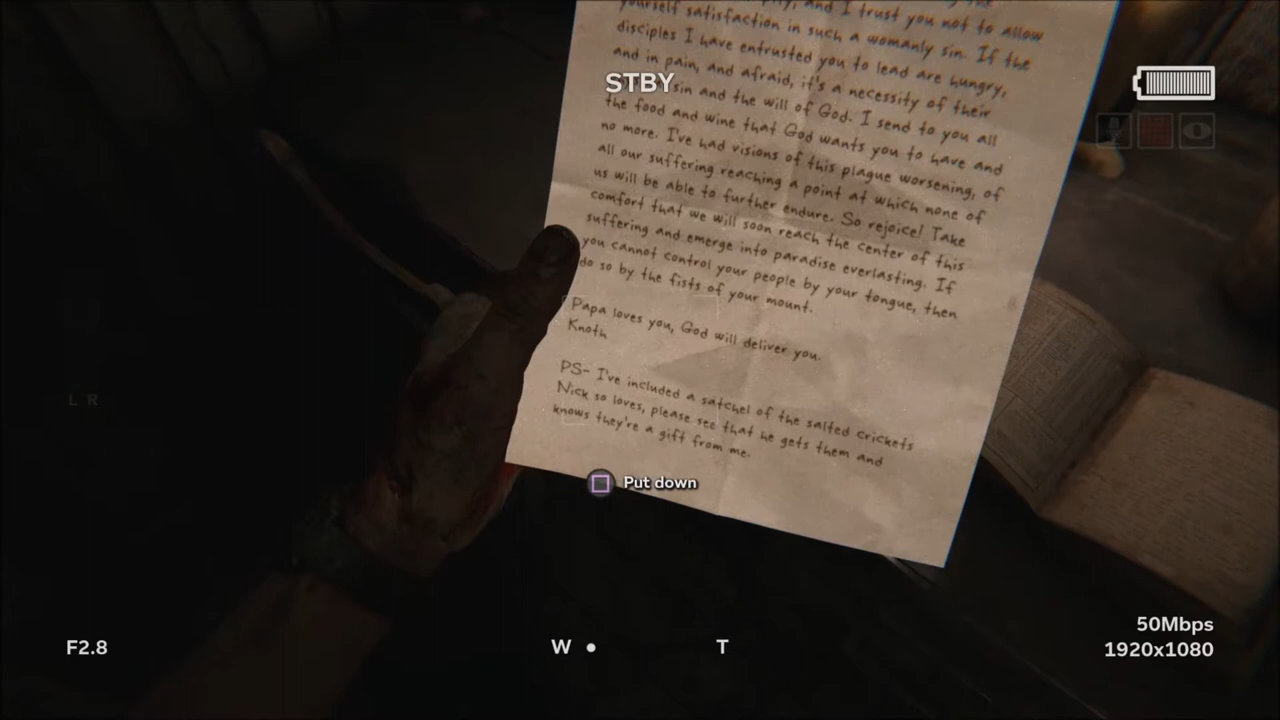 pity, and I trust you not to allow
yourself satisfaction in such a womanly sin. If the
disciples I have entrusted you to lead are hungry,
and in pain, and afraid, it's a necessity of their
STBY
sin and the will of God. I send to you all
the food and wine that God wants you to have and
no more. I've had visions of this plague worsening, of
all our suffering reaching a point at which none of
us will be able to further endure. So rejoice! Take
comfort that we will soon reach the center of this
suffering and emerge into paradise everlasting. If
you cannot control your people by your tongue, then
do so by the fists of your mount.
Papa loves you, God will deliver you.
Knoth
PS- I've included a satchel of the salted crickets
Nick so loves, please see that he gets them and
knows they're a gift from me.
L R
Put down
F2.8
W T
50Mbps
1920x1080